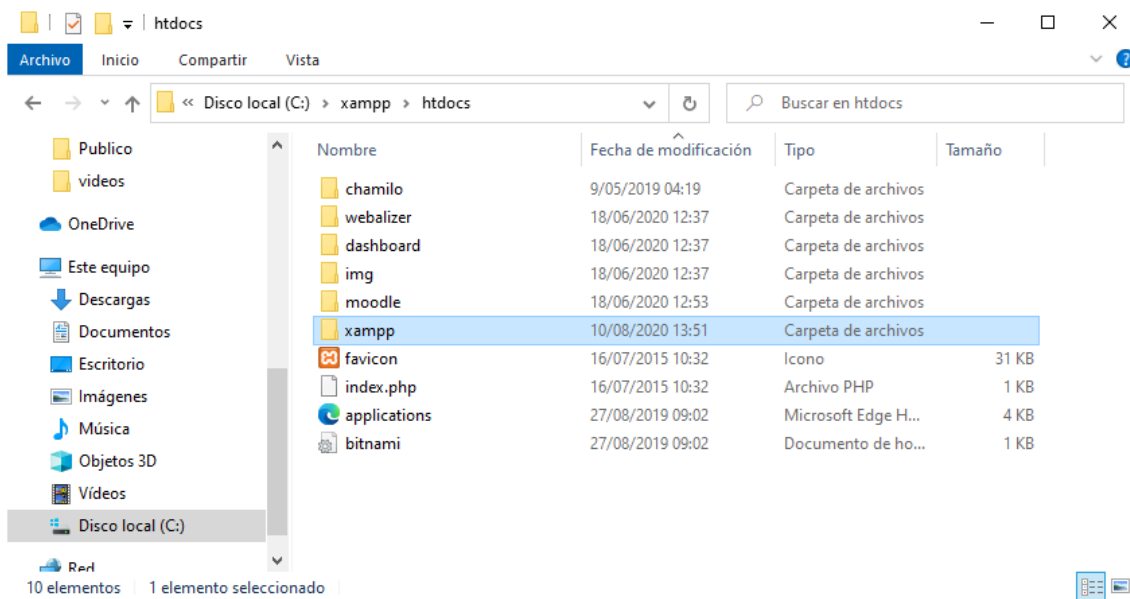 htdocs
Archivo Inicio Compartir Vista
« Disco local (C:) › xampp › htdocs Buscar en htdocs
Publico
videos
OneDrive
Este equipo
Descargas
Documentos
Escritorio
Imágenes
Música
Objetos 3D
Vídeos
Disco local (C:)
Red
Nombre Fecha de modificación Tipo Tamaño
chamilo 9/05/2019 04:19 Carpeta de archivos
webalizer 18/06/2020 12:37 Carpeta de archivos
dashboard 18/06/2020 12:37 Carpeta de archivos
img 18/06/2020 12:37 Carpeta de archivos
moodle 18/06/2020 12:53 Carpeta de archivos
xampp 10/08/2020 13:51 Carpeta de archivos
favicon 16/07/2015 10:32 Icono 31 KB
index.php 16/07/2015 10:32 Archivo PHP 1 KB
applications 27/08/2019 09:02 Microsoft Edge H... 4 KB
bitnami 27/08/2019 09:02 Documento de ho... 1 KB
10 elementos 1 elemento seleccionado